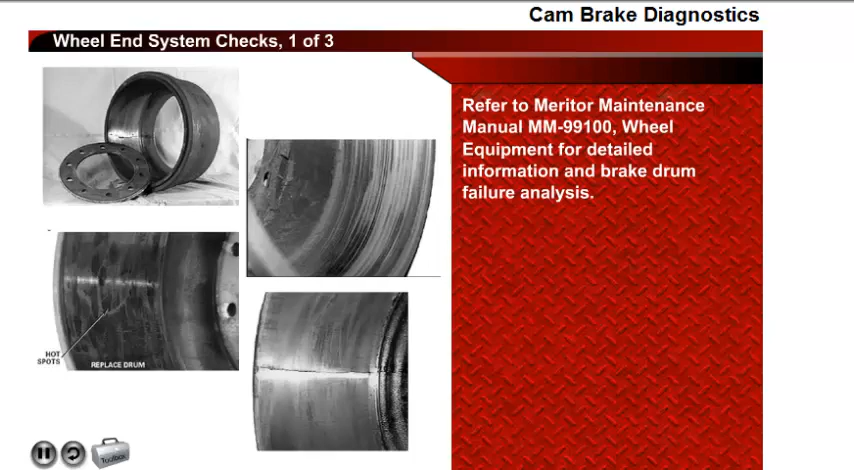 Cam Brake Diagnostics
Wheel End System Checks, 1 of 3
Refer to Meritor Maintenance
Manual MM-99100, Wheel
Equipment for detailed
information and brake drum
failure analysis.
HOT
SPOTS
REPLACE DRUM
Toolbox